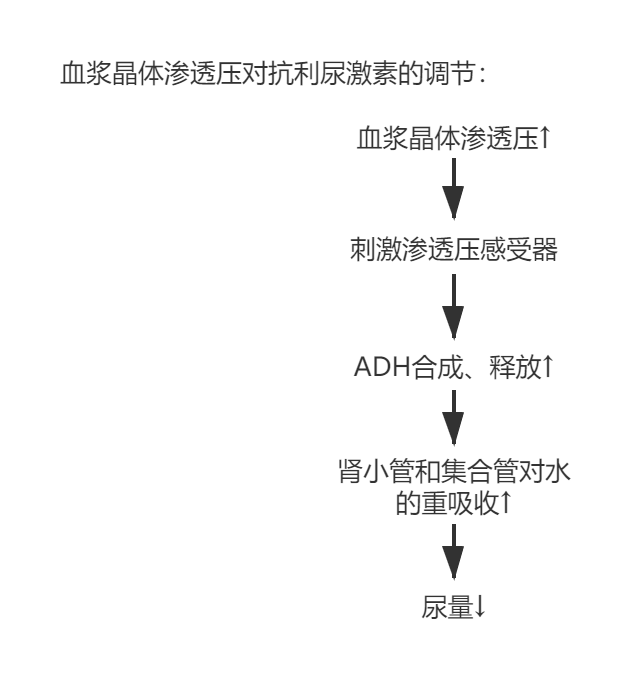 血浆晶体渗透压对抗利尿激素的调节：
血浆晶体渗透压↑
刺激渗透压感受器
ADH合成、释放↑
肾小管和集合管对水
的重吸收↑
尿量↓